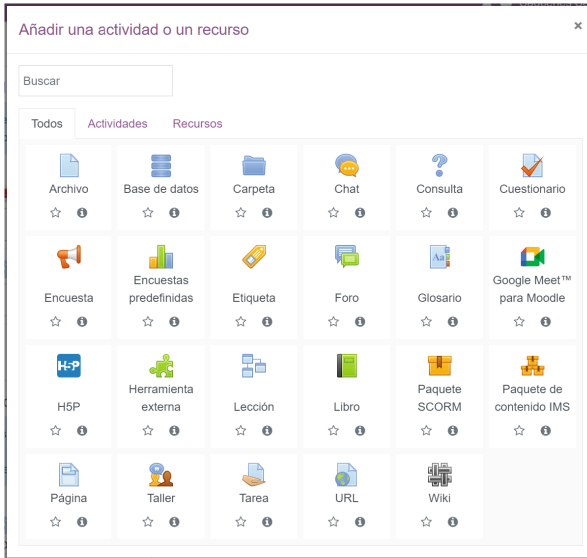 Añadir una actividad o un recurso
×
Buscar
Todos Actividades Recursos
Archivo
Base de datos
Carpeta
Chat
Consulta
Cuestionario
Encuesta
Encuestas
predefinidas
Etiqueta
Foro
Aa
Glosario
Google Meet™
para Moodle
H5P
H5P
Herramienta
externa
Lección
Libro
Paquete
SCORM
Paquete de
contenido IMS
Página
Taller
Tarea
URL
Wiki